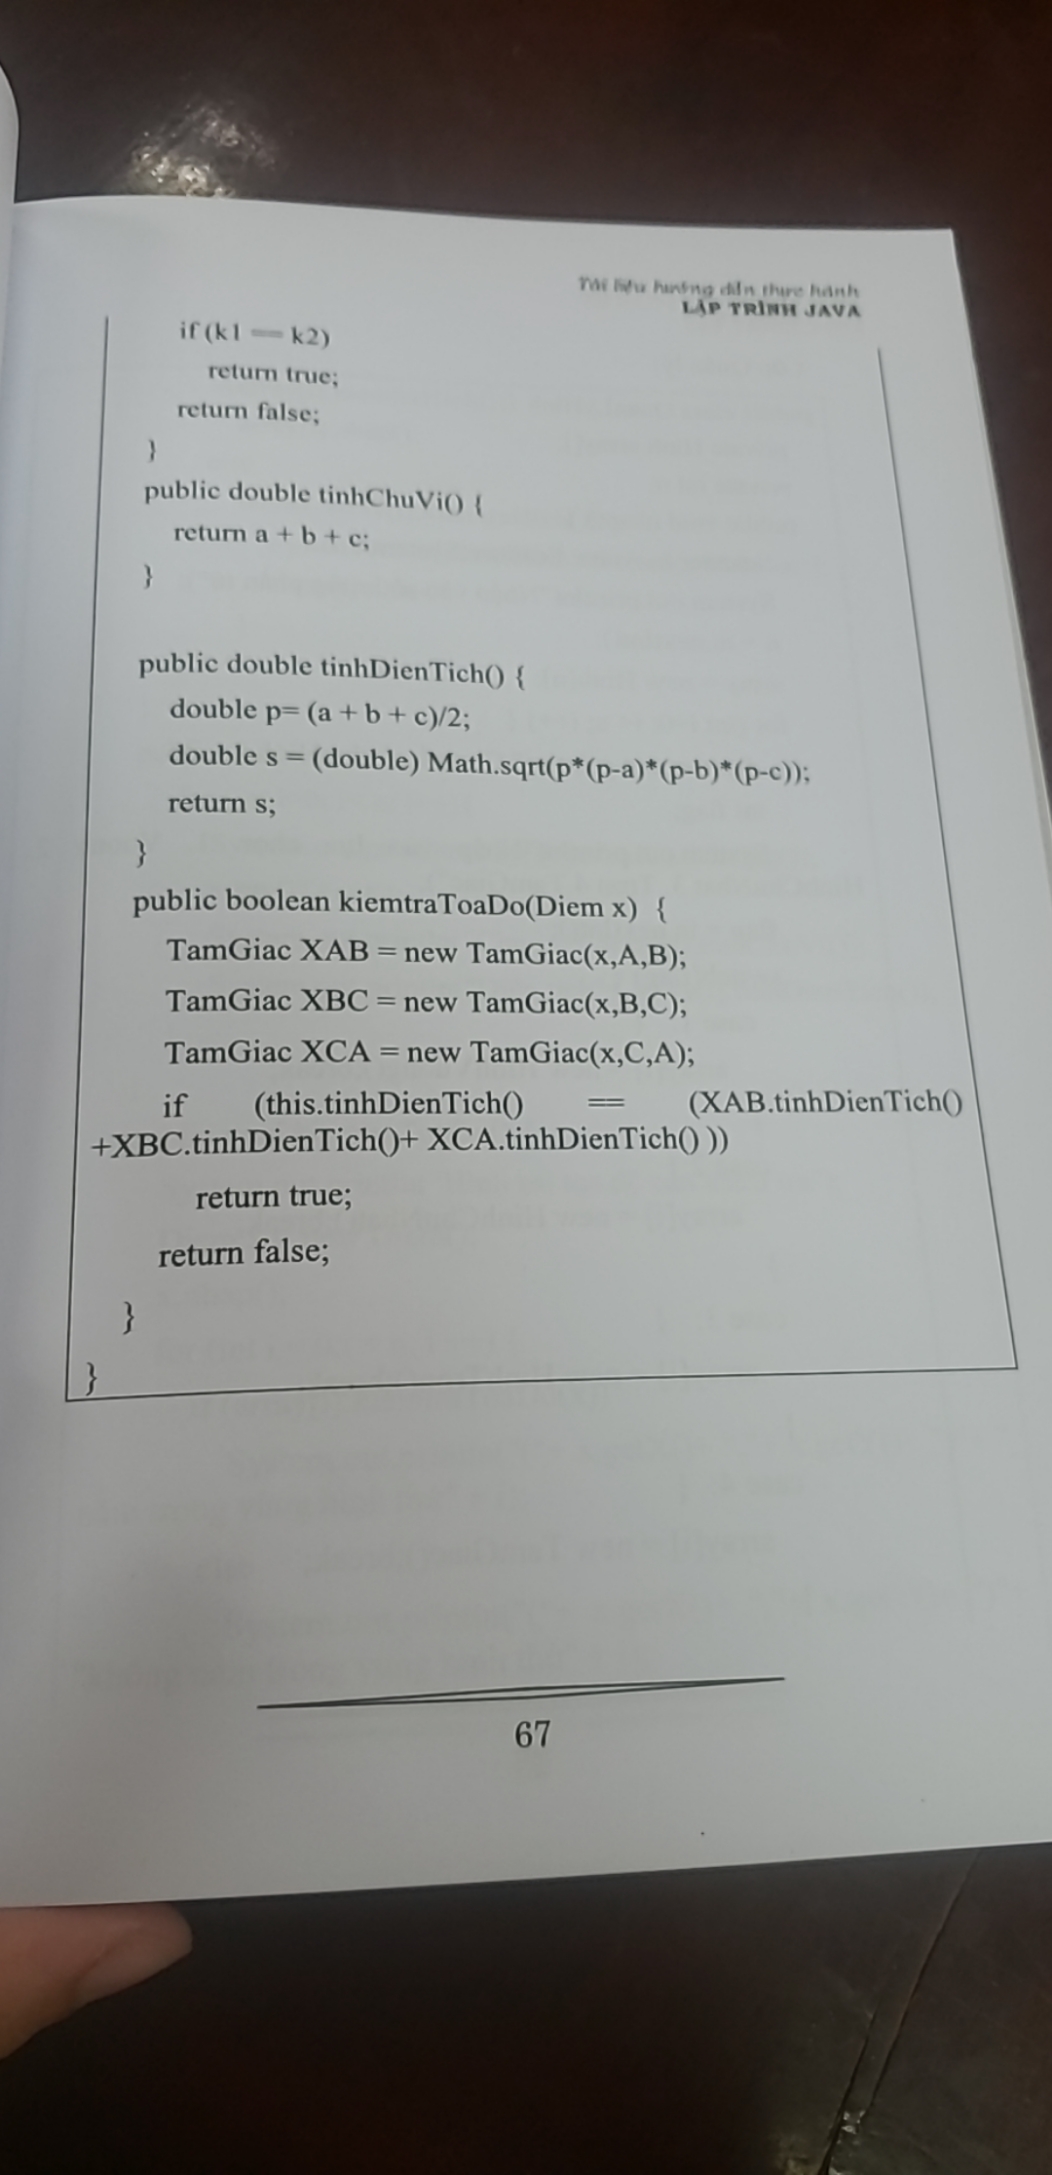 Tài liệu hướng dẫn thực hành
LẬP TRÌNH JAVA
if (k1 == k2)
return true;
return false;
}
public double tinhChuVi() {
return a + b + c;
}
public double tinhDienTich() {
double p= (a + b + c)/2;
double s = (double) Math.sqrt(p*(p-a)*(p-b)*(p-c));
return s;
}
public boolean kiemtraToaDo(Diem x) {
TamGiac XAB = new TamGiac(x,A,B);
TamGiac XBC = new TamGiac(x,B,C);
TamGiac XCA = new TamGiac(x,C,A);
if (this.tinhDienTich() == (XAB.tinhDienTich()
+XBC.tinhDienTich()+ XCA.tinhDienTich() ))
return true;
return false;
}
}
67